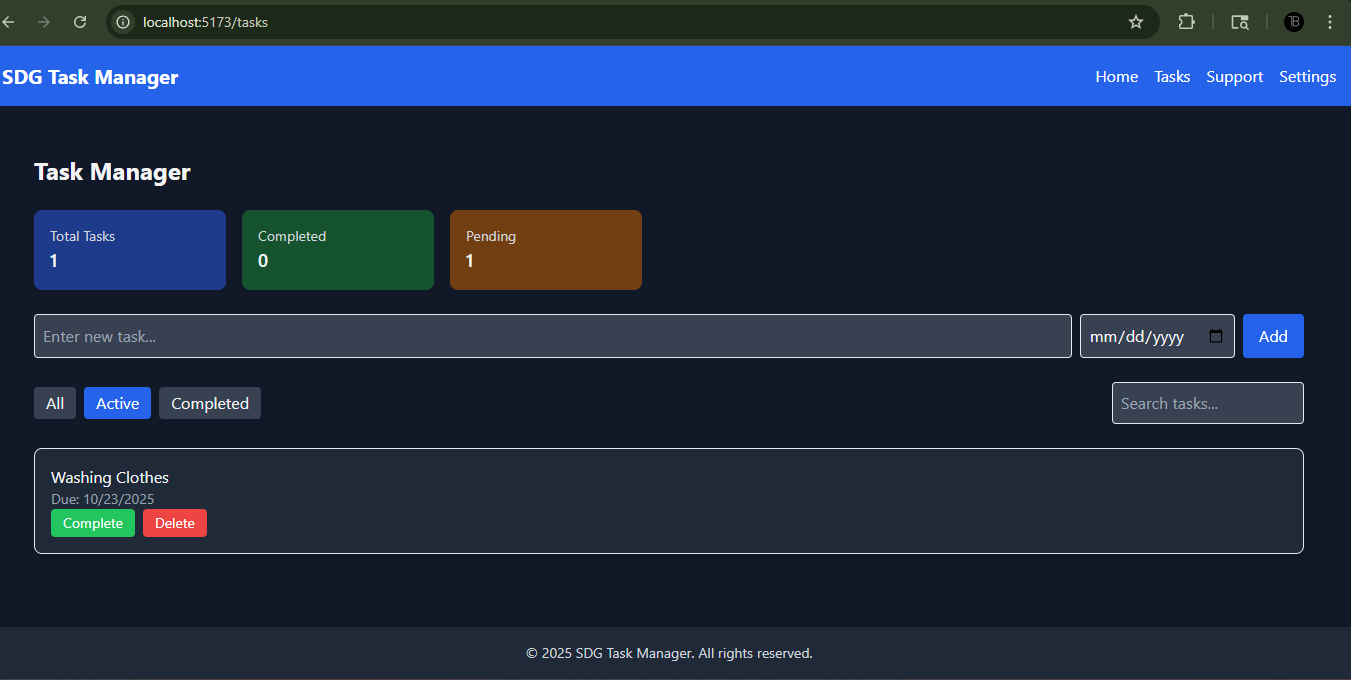 localhost:5173/tasks
SDG Task Manager
Home Tasks Support Settings
Task Manager
Total Tasks Completed Pending
1 0 1
Enter new task... mm/dd/yyyy Add
All Active Completed Search tasks...
Washing Clothes
Due: 10/23/2025
Complete Delete
© 2025 SDG Task Manager. All rights reserved.